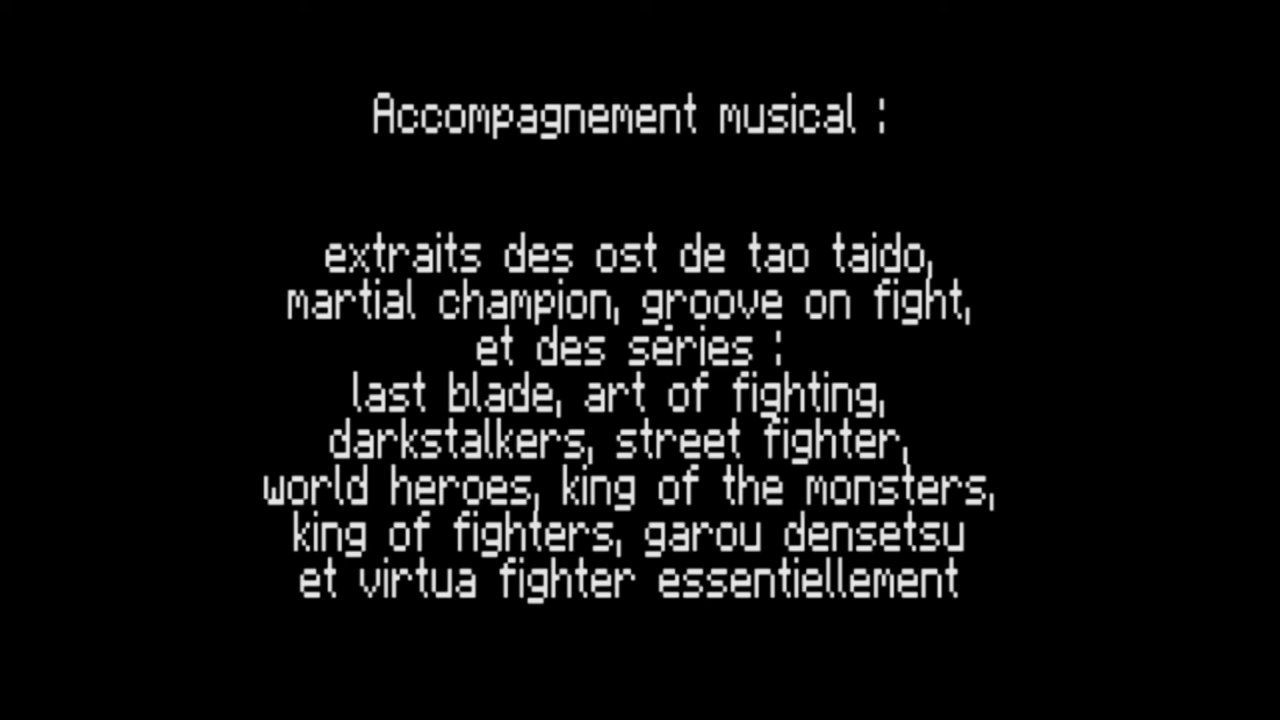 Accompagnement musical :
extraits des ost de tao taido,
martial champion, groove on fight,
et des séries :
last blade, art of fighting,
darkstalkers, street fighter,
world heroes, king of the monsters,
king of fighters, garou densetsu
et virtua fighter essentiellement